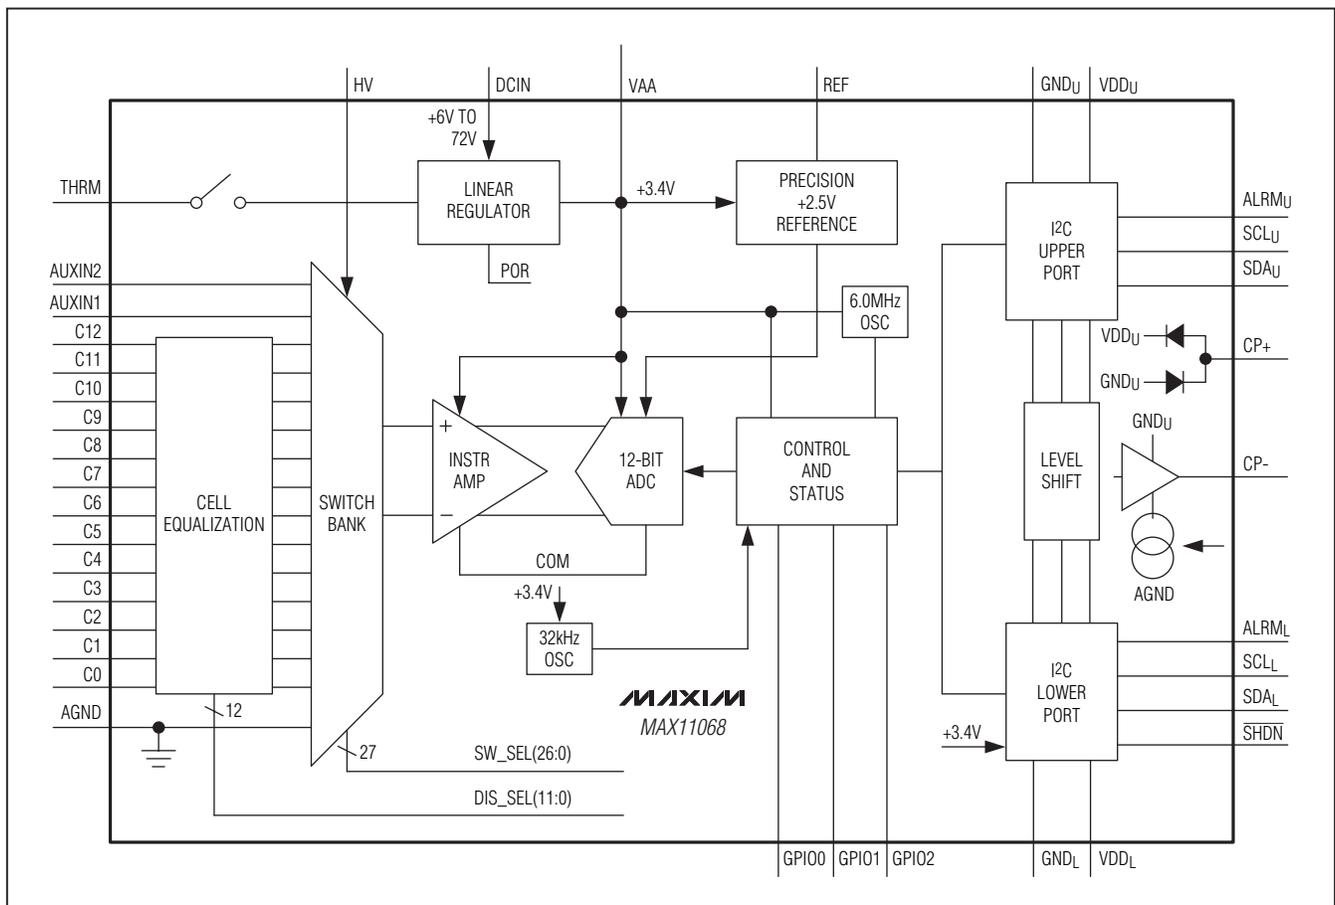 HV
DCIN
VAA
REF
GNDU
VDDU
+6V TO
72V
THRM
LINEAR
REGULATOR
+3.4V
PRECISION
+2.5V
REFERENCE
I2C
UPPER
PORT
ALRMU
SCLU
SDAU
POR
AUXIN2
AUXIN1
6.0MHz
OSC
C12
C11
C10
C9
C8
C7
C6
C5
C4
C3
C2
C1
C0
AGND
CELL
EQUALIZATION
SWITCH
BANK
INSTR
AMP
+
−
12-BIT
ADC
CONTROL
AND
STATUS
VDDU
GNDU
CP+
LEVEL
SHIFT
GNDU
CP-
AGND
COM
+3.4V
32kHz
OSC
MAXIM
MAX11068
I2C
LOWER
PORT
ALRML
SCLL
SDAL
SHDN
+3.4V
12
27
SW_SEL(26:0)
DIS_SEL(11:0)
GPIO0
GPIO1
GPIO2
GNDL
VDDL